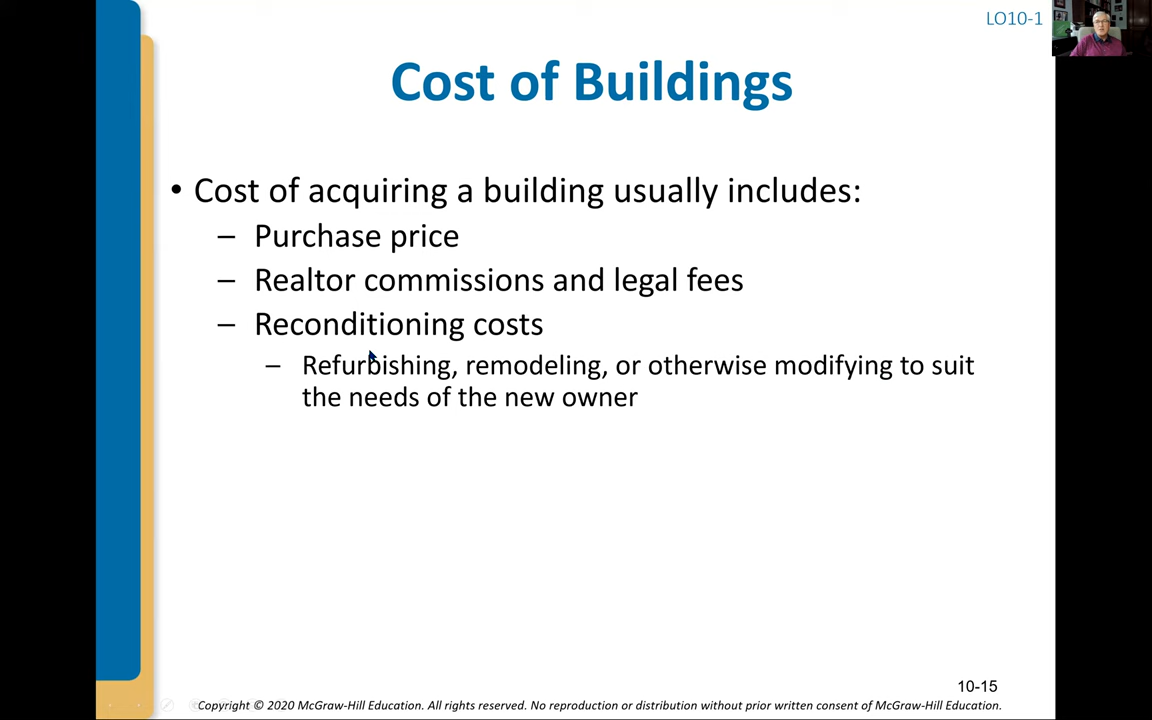 LO10-1
Cost of Buildings
• Cost of acquiring a building usually includes:
– Purchase price
– Realtor commissions and legal fees
– Reconditioning costs
– Refurbishing, remodeling, or otherwise modifying to suit
the needs of the new owner
10-15
Copyright © 2020 McGraw-Hill Education. All rights reserved. No reproduction or distribution without prior written consent of McGraw-Hill Education.